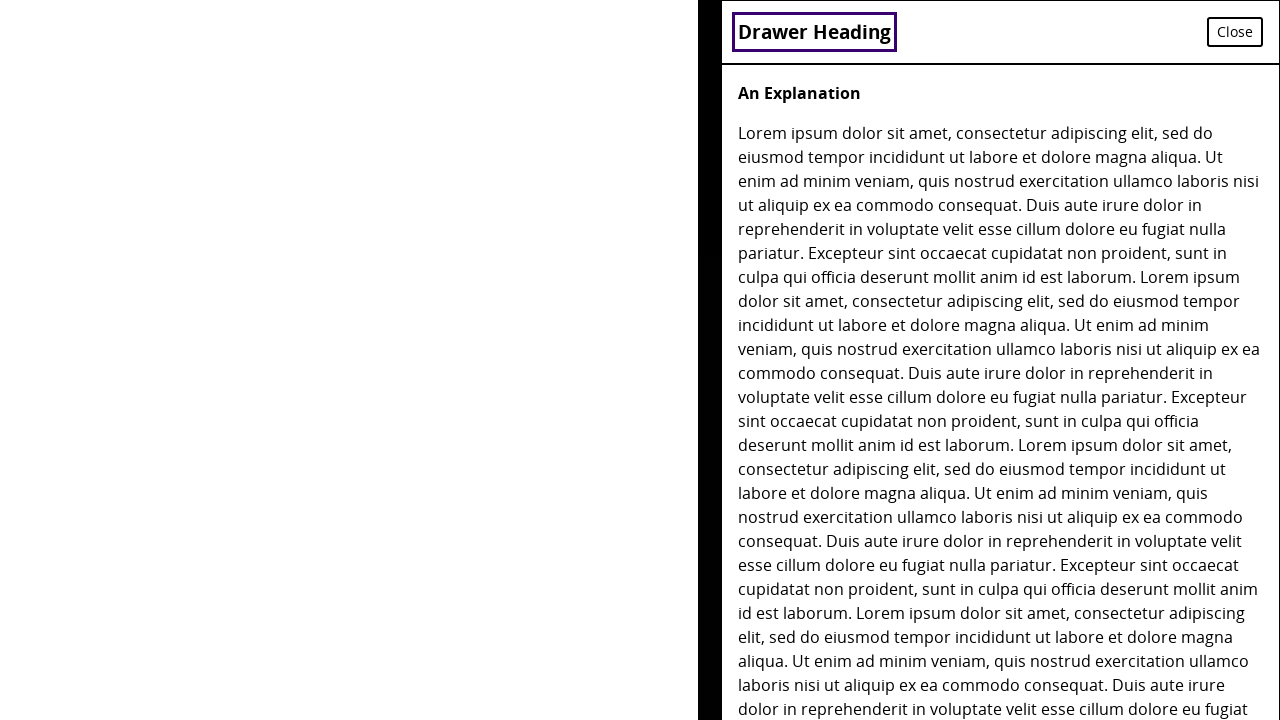 Drawer Heading
Close
An Explanation
Lorem ipsum dolor sit amet, consectetur adipiscing elit, sed do
eiusmod tempor incididunt ut labore et dolore magna aliqua. Ut
enim ad minim veniam, quis nostrud exercitation ullamco laboris nisi
ut aliquip ex ea commodo consequat. Duis aute irure dolor in
reprehenderit in voluptate velit esse cillum dolore eu fugiat nulla
pariatur. Excepteur sint occaecat cupidatat non proident, sunt in
culpa qui officia deserunt mollit anim id est laborum. Lorem ipsum
dolor sit amet, consectetur adipiscing elit, sed do eiusmod tempor
incididunt ut labore et dolore magna aliqua. Ut enim ad minim
veniam, quis nostrud exercitation ullamco laboris nisi ut aliquip ex ea
commodo consequat. Duis aute irure dolor in reprehenderit in
voluptate velit esse cillum dolore eu fugiat nulla pariatur. Excepteur
sint occaecat cupidatat non proident, sunt in culpa qui officia
deserunt mollit anim id est laborum. Lorem ipsum dolor sit amet,
consectetur adipiscing elit, sed do eiusmod tempor incididunt ut
labore et dolore magna aliqua. Ut enim ad minim veniam, quis
nostrud exercitation ullamco laboris nisi ut aliquip ex ea commodo
consequat. Duis aute irure dolor in reprehenderit in voluptate velit
esse cillum dolore eu fugiat nulla pariatur. Excepteur sint occaecat
cupidatat non proident, sunt in culpa qui officia deserunt mollit anim
id est laborum. Lorem ipsum dolor sit amet, consectetur adipiscing
elit, sed do eiusmod tempor incididunt ut labore et dolore magna
aliqua. Ut enim ad minim veniam, quis nostrud exercitation ullamco
laboris nisi ut aliquip ex ea commodo consequat. Duis aute irure
dolor in reprehenderit in voluptate velit esse cillum dolore eu fugiat